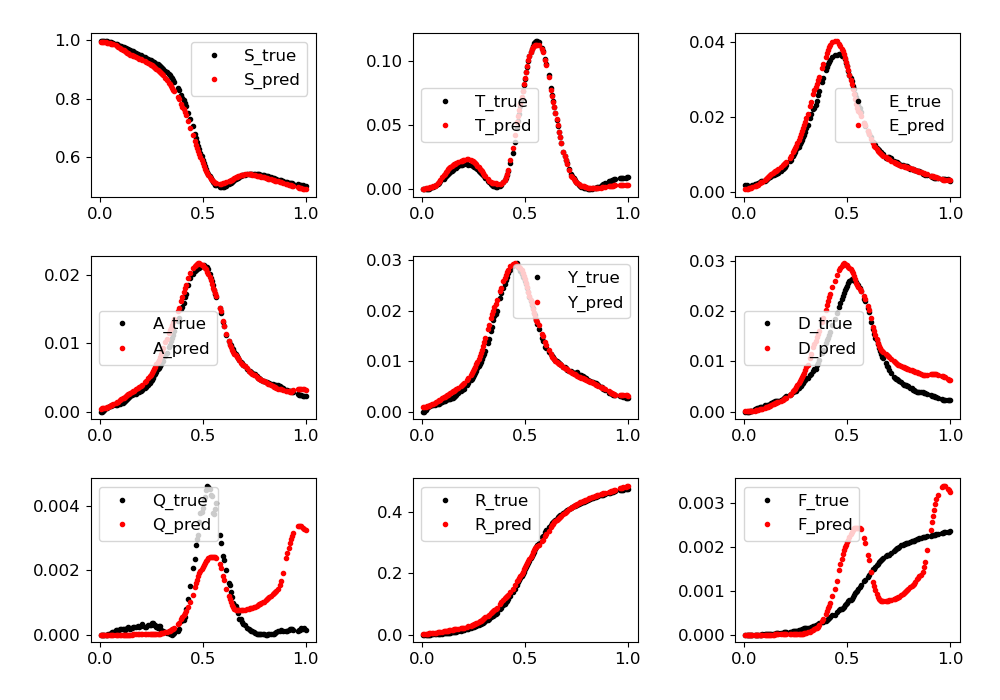 1.0
0.8
0.6
0.0 0.5 1.0
S_true
S_pred
0.10
0.05
0.00
0.0 0.5 1.0
T_true
T_pred
0.04
0.02
0.00
0.0 0.5 1.0
E_true
E_pred
0.02
0.01
0.00
0.0 0.5 1.0
A_true
A_pred
0.03
0.02
0.01
0.00
0.0 0.5 1.0
Y_true
Y_pred
0.03
0.02
0.01
0.00
0.0 0.5 1.0
D_true
D_pred
0.004
0.002
0.000
0.0 0.5 1.0
Q_true
Q_pred
0.4
0.2
0.0
0.0 0.5 1.0
R_true
R_pred
0.003
0.002
0.001
0.000
0.0 0.5 1.0
F_true
F_pred